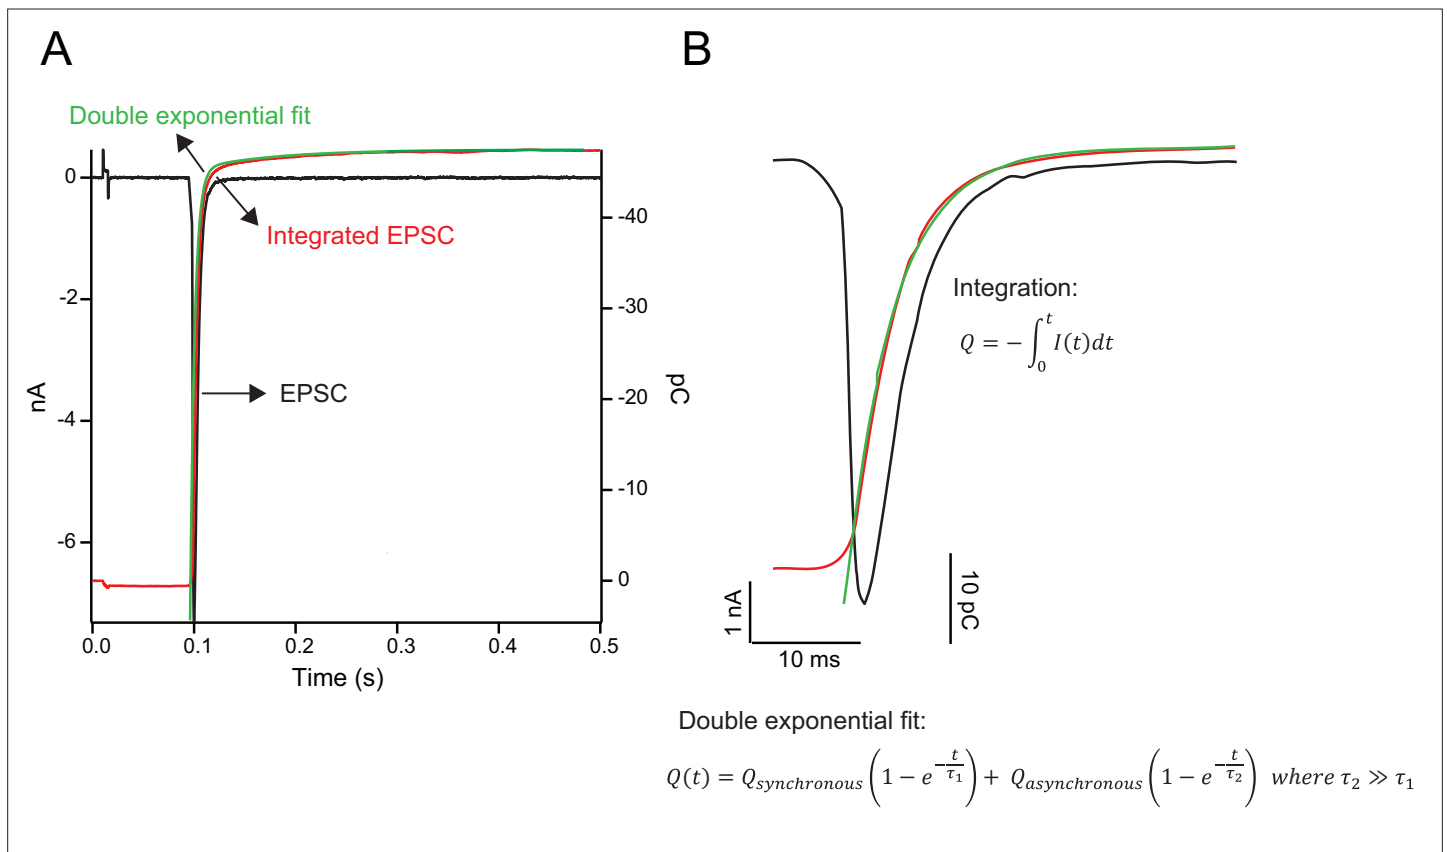 A
Double exponential fit
Integrated EPSC
EPSC
nA
0
-2
-4
-6
pC
-40
-30
-20
-10
0
0.0 0.1 0.2 0.3 0.4 0.5
Time (s)
B
Integration:
Q = − ∫₀ᵗ I(t)dt
1 nA
10 ms
10 pC
Double exponential fit:
Q(t) = Q_synchronous (1 − e^(−t/τ₁)) + Q_asynchronous (1 − e^(−t/τ₂)) where τ₂ ≫ τ₁